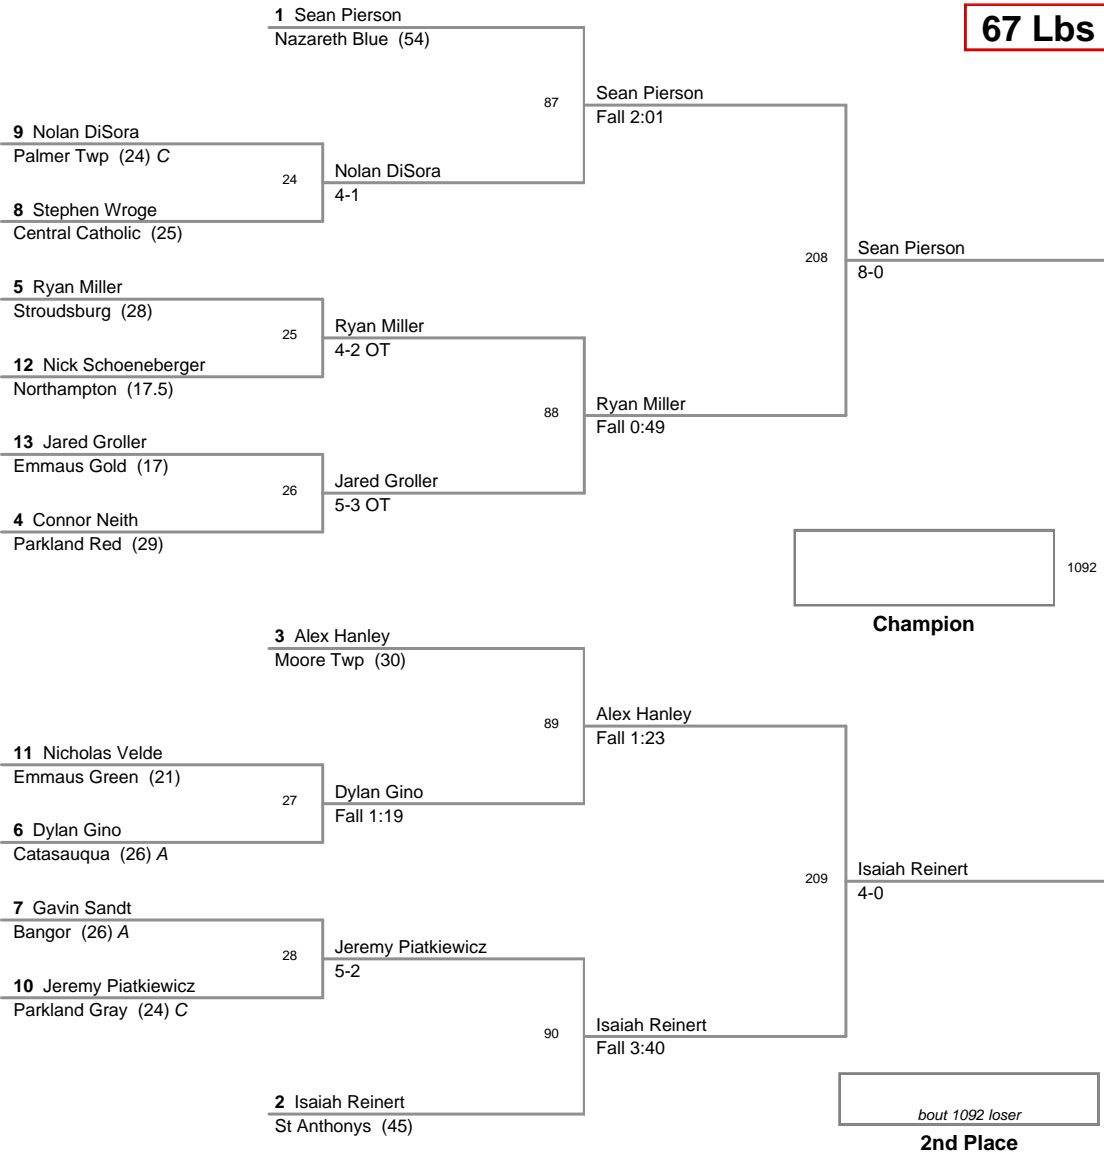 1 Sean Pierson
67 Lbs
Nazareth Blue (54)
87
Sean Pierson
Fall 2:01
9 Nolan DiSora
Palmer Twp (24) C
24
Nolan DiSora
4-1
8 Stephen Wroge
Central Catholic (25)
208
Sean Pierson
8-0
5 Ryan Miller
Stroudsburg (28)
25
Ryan Miller
4-2 OT
12 Nick Schoeneberger
Northampton (17.5)
88
Ryan Miller
Fall 0:49
13 Jared Groller
Emmaus Gold (17)
26
Jared Groller
5-3 OT
4 Connor Neith
Parkland Red (29)
1092
Champion
3 Alex Hanley
Moore Twp (30)
89
Alex Hanley
Fall 1:23
11 Nicholas Velde
Emmaus Green (21)
27
Dylan Gino
Fall 1:19
6 Dylan Gino
Catasauqua (26) A
209
Isaiah Reinert
4-0
7 Gavin Sandt
Bangor (26) A
28
Jeremy Piatkiewicz
5-2
10 Jeremy Piatkiewicz
Parkland Gray (24) C
90
Isaiah Reinert
Fall 3:40
2 Isaiah Reinert
St Anthonys (45)
bout 1092 loser
2nd Place